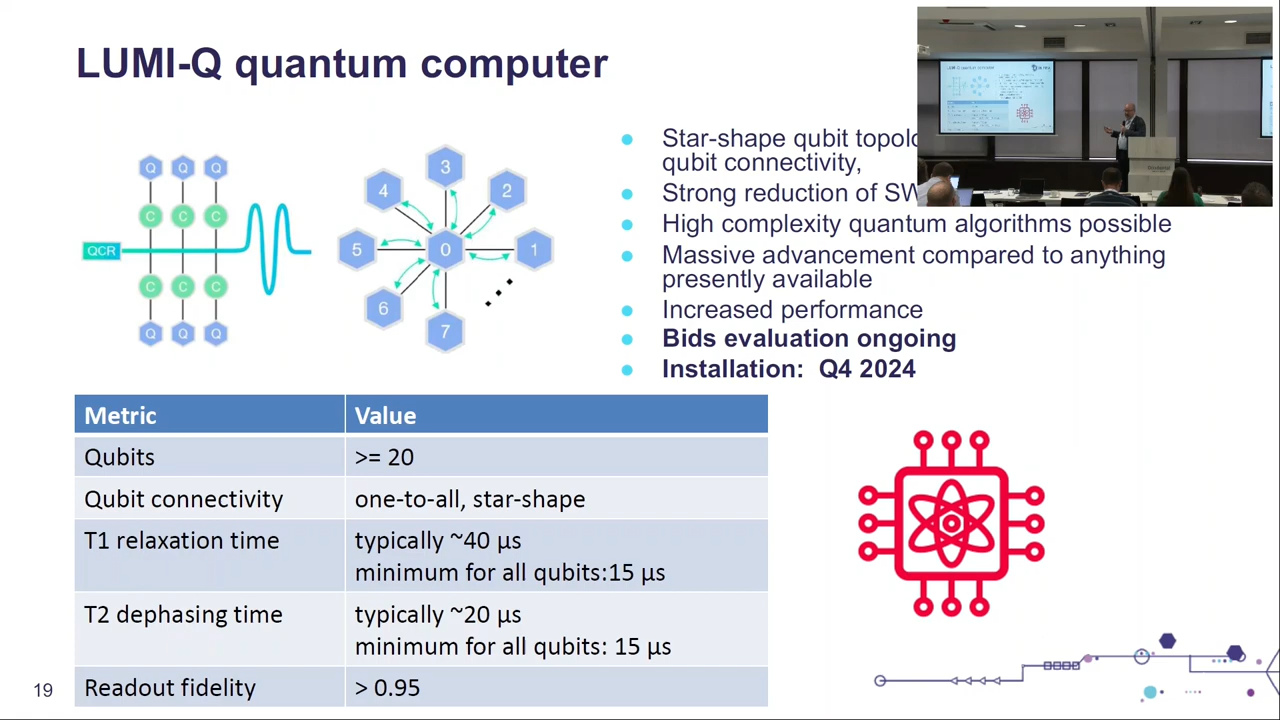 LUMI-Q quantum computer
Q Q Q
C C C
QCR
C C C
Q Q Q
3
4
2
5
0
1
6
7
● Star-shape qubit
qubit connectivity,
● Strong reduction of
● High complexity quantum algorithms possible
● Massive advancement compared to anything
presently available
● Increased performance
● Bids evaluation ongoing
● Installation: Q4 2024
Metric Value
Qubits >= 20
Qubit connectivity one-to-all, star-shape
T1 relaxation time typically ~40 µs
minimum for all qubits:15 µs
T2 dephasing time typically ~20 µs
minimum for all qubits: 15 µs
Readout fidelity > 0.95
19
LUMI-Q quantum computer